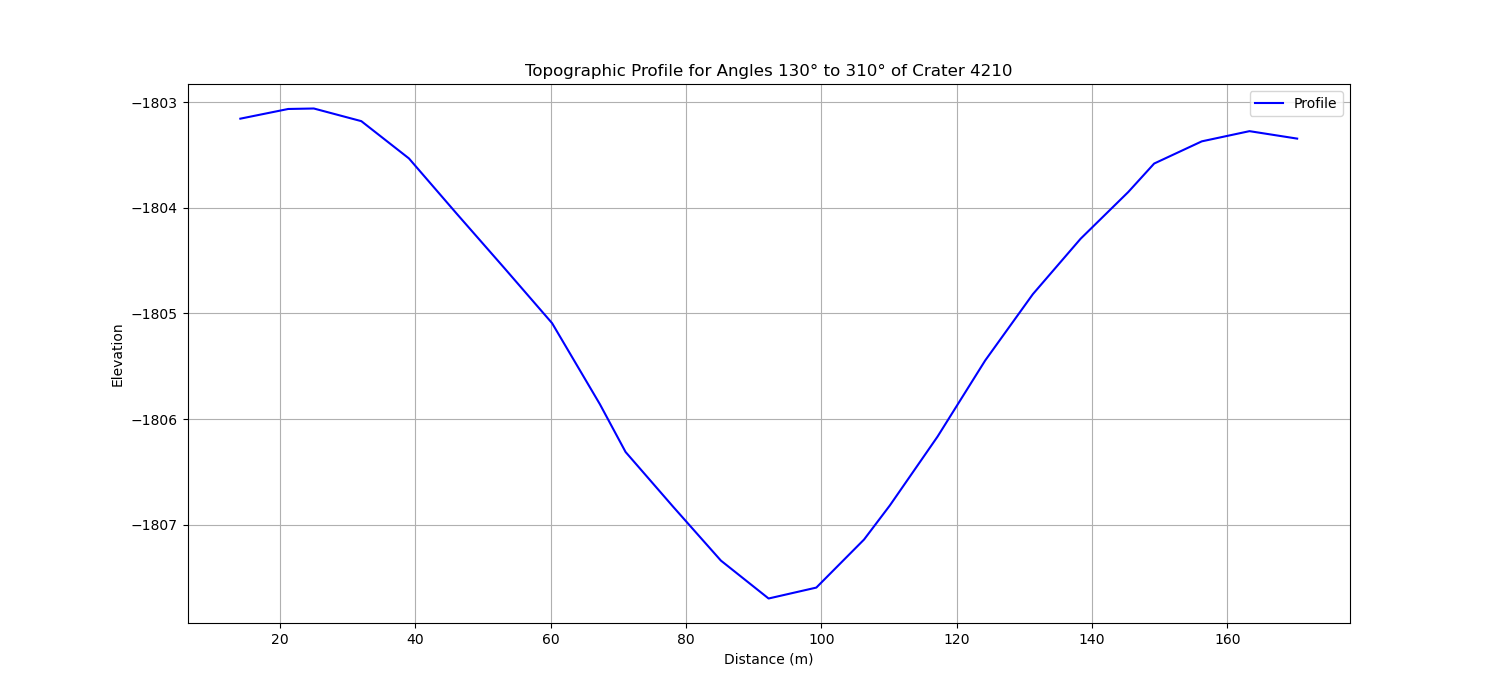 Topographic Profile for Angles 130° to 310° of Crater 4210
Profile
−1803
−1804
−1805
−1806
−1807
Elevation
20 40 60 80 100 120 140 160
Distance (m)